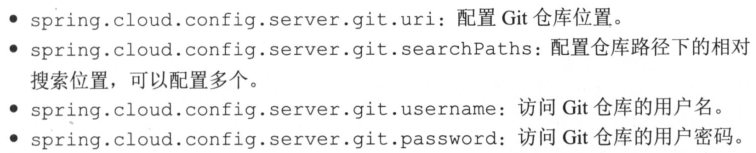 • spring.cloud.config.server.git.uri：配置 Git 仓库位置。
• spring.cloud.config.server.git.searchPaths：配置仓库路径下的相对
搜索位置，可以配置多个。
• spring.cloud.config.server.git.username：访问 Git 仓库的用户名。
• spring.cloud.config.server.git.password：访问 Git 仓库的用户密码。